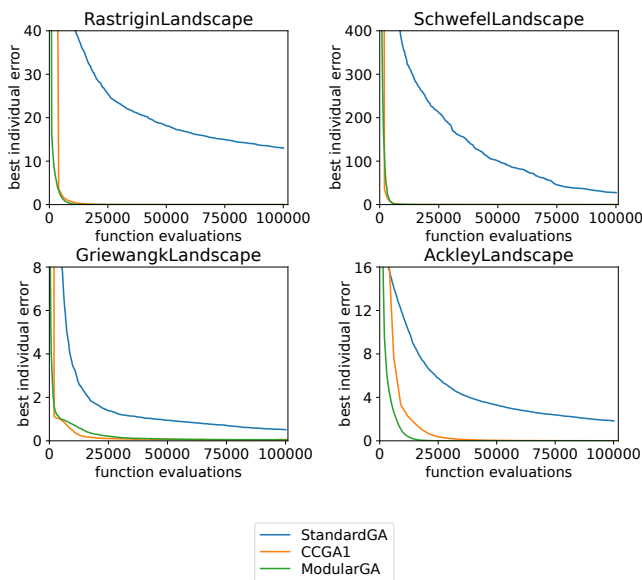 RastriginLandscape
best individual error
40
30
20
10
0
0 25000 50000 75000 100000
function evaluations
SchwefelLandscape
best individual error
400
300
200
100
0
0 25000 50000 75000 100000
function evaluations
GriewangkLandscape
best individual error
8
6
4
2
0
0 25000 50000 75000 100000
function evaluations
AckleyLandscape
best individual error
16
12
8
4
0
0 25000 50000 75000 100000
function evaluations
StandardGA
CCGA1
ModularGA